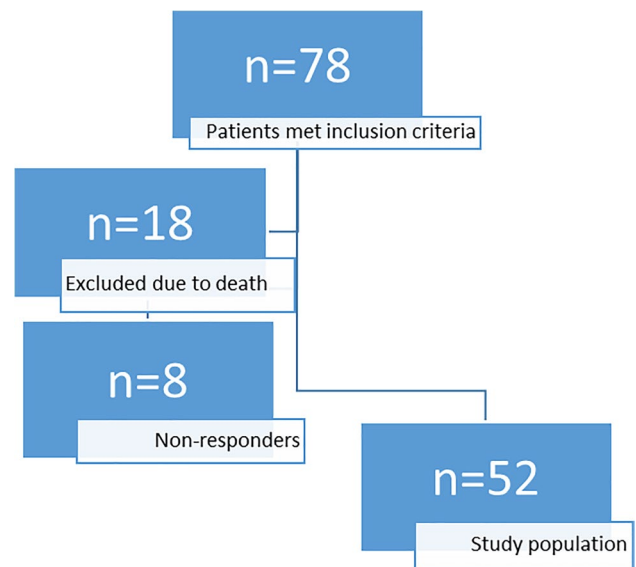 n=78
Patients met inclusion criteria
n=18
Excluded due to death
n=8
Non-responders
n=52
Study population